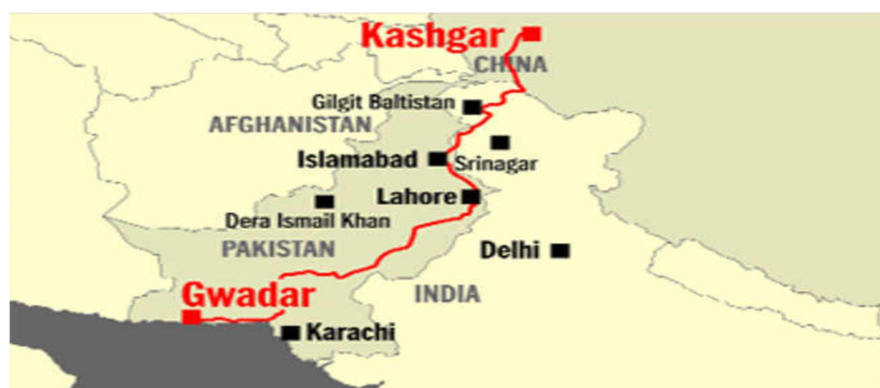 Kashgar
CHINA
Gilgit Baltistan
AFGHANISTAN
Islamabad
Srinagar
Lahore
Dera Ismail Khan
PAKISTAN
Delhi
Gwadar
INDIA
Karachi